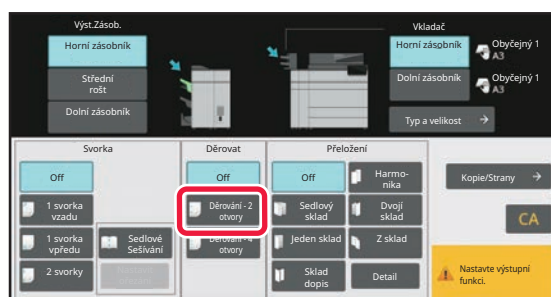 Výst.Zásob.
Vkladač
Horní zásobník
Horní zásobník
Obyčejný 1
A3
Střední
rošt
Dolní zásobník
Obyčejný 1
A3
Dolní zásobník
Typ a velikost
Svorka
Děrovat
Přeložení
Off
Off
Off
Harmo-
nika
Kopie/Strany
1 svorka
vzadu
Děrování - 2
otvory
Sedlový
sklad
Dvojí
sklad
CA
1 svorka
vpředu
Sedlové
Sešívání
Děrování - 4
otvory
Jeden sklad
Z sklad
2 svorky
Sklad
dopis
Detail
Nastavte výstupní
funkci.